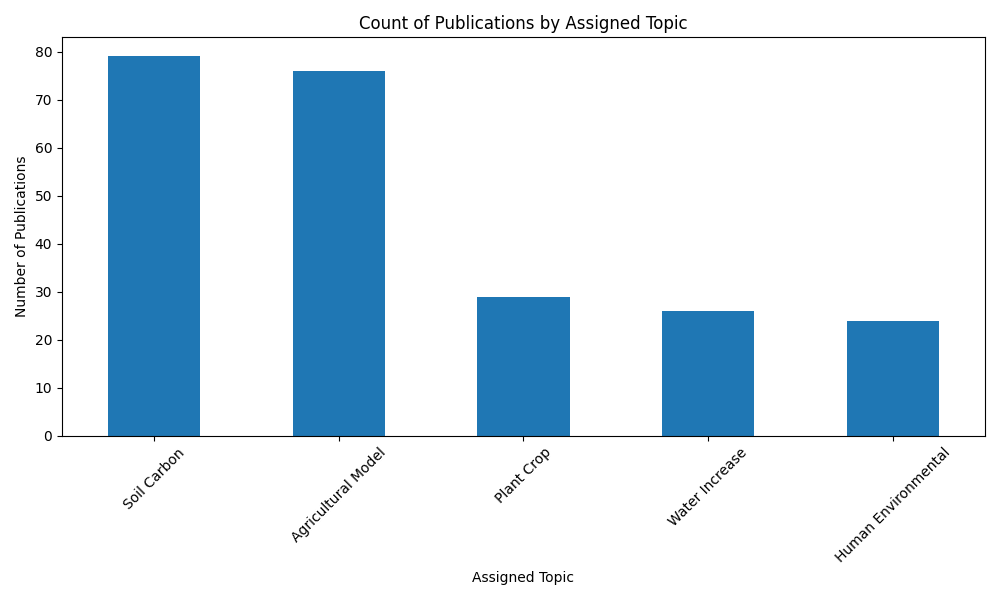 Count of Publications by Assigned Topic
Number of Publications
80
70
60
50
40
30
20
10
0
Soil Carbon
Agricultural Model
Plant Crop
Water Increase
Human Environmental
Assigned Topic